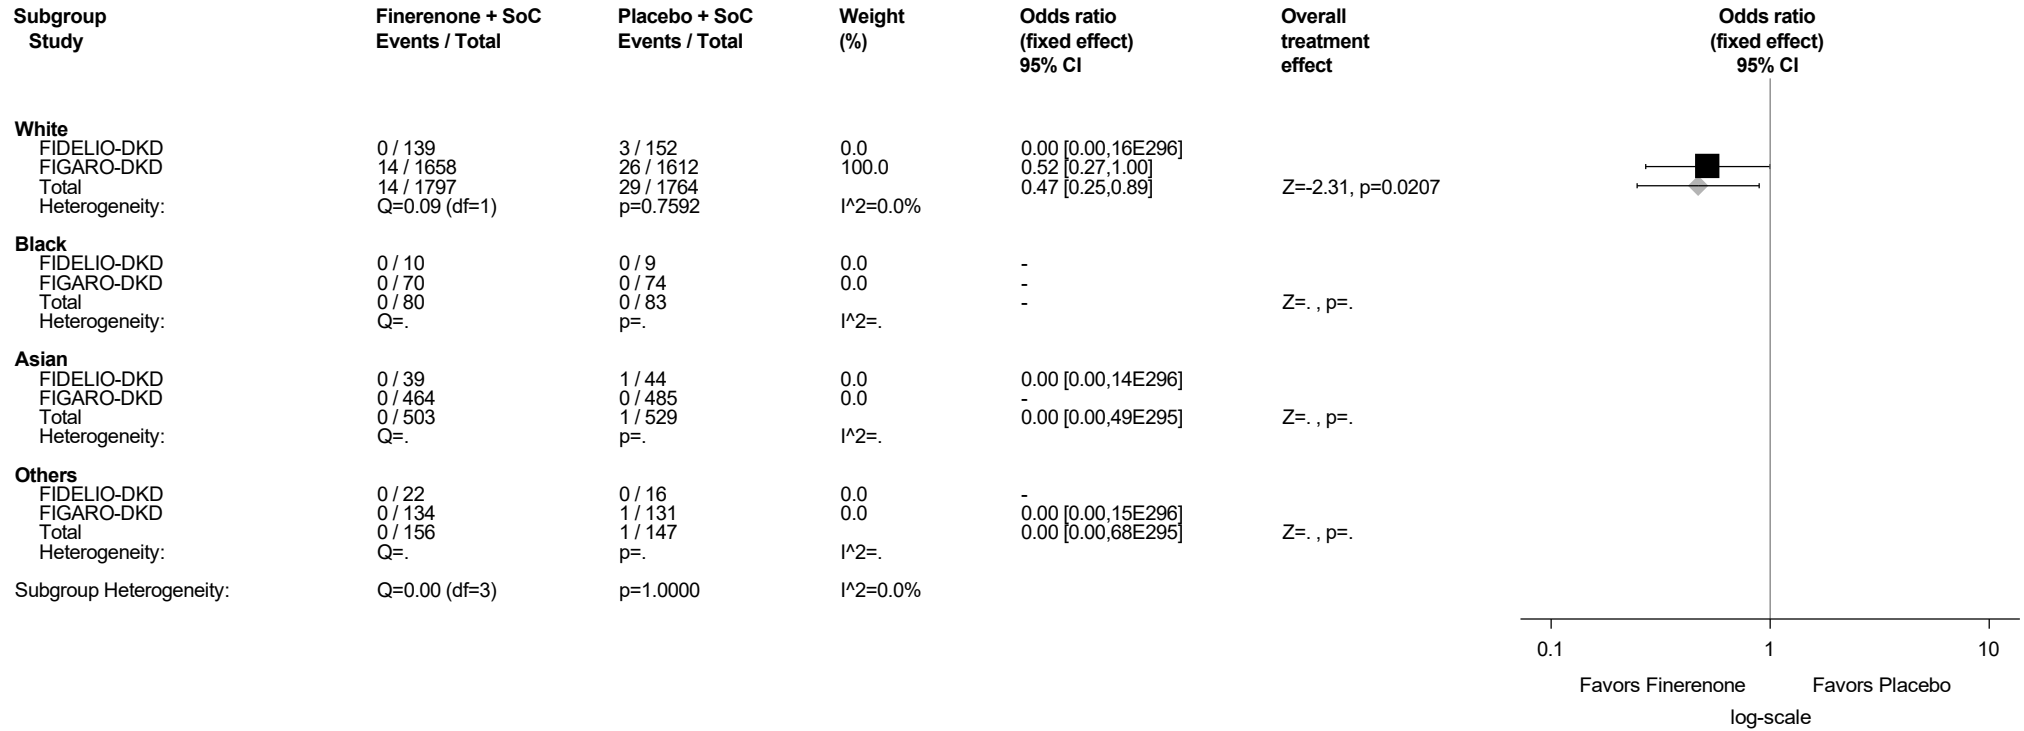 Subgroup Finerenone + SoC Placebo + SoC Weight Odds ratio Overall Odds ratio
Study Events / Total Events / Total (%) (fixed effect) treatment (fixed effect)
95% CI effect 95% CI
White
FIDELIO-DKD 0 / 139 3 / 152 0.0 0.00 [0.00,16E296]
FIGARO-DKD 14 / 1658 26 / 1612 100.0 0.52 [0.27,1.00]
Total 14 / 1797 29 / 1764 0.47 [0.25,0.89] Z=-2.31, p=0.0207
Heterogeneity: Q=0.09 (df=1) p=0.7592 I^2=0.0%
Black
FIDELIO-DKD 0 / 10 0 / 9 0.0 -
FIGARO-DKD 0 / 70 0 / 74 0.0 -
Total 0 / 80 0 / 83 - Z=. , p=.
Heterogeneity: Q=. p=. I^2=.
Asian
FIDELIO-DKD 0 / 39 1 / 44 0.0 0.00 [0.00,14E296]
FIGARO-DKD 0 / 464 0 / 485 0.0 -
Total 0 / 503 1 / 529 0.00 [0.00,49E295] Z=. , p=.
Heterogeneity: Q=. p=. I^2=.
Others
FIDELIO-DKD 0 / 22 0 / 16 0.0 -
FIGARO-DKD 0 / 134 1 / 131 0.0 0.00 [0.00,15E296]
Total 0 / 156 1 / 147 0.00 [0.00,68E295] Z=. , p=.
Heterogeneity: Q=. p=. I^2=.
Subgroup Heterogeneity: Q=0.00 (df=3) p=1.0000 I^2=0.0%
0.1 1 10
Favors Finerenone Favors Placebo
log-scale